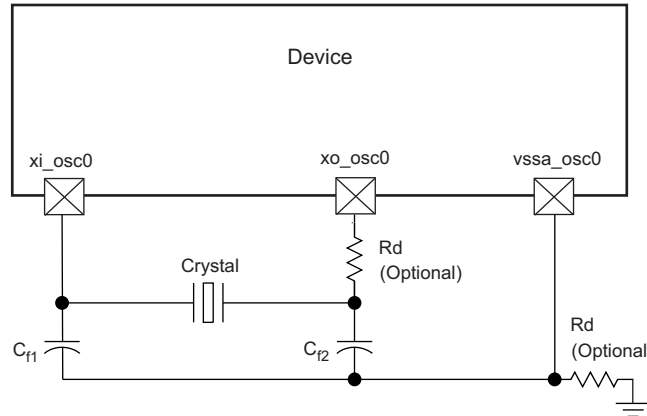 Device
xi_osc0
xo_osc0
vssa_osc0
Rd
(Optional)
Crystal
Rd
(Optional
Cf1
Cf2